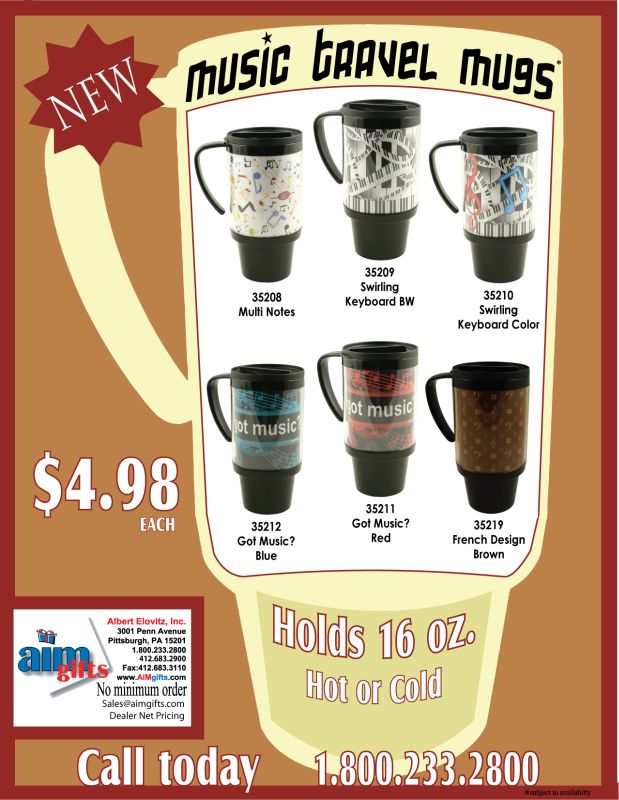 NEW
music travel mugs*
35208
Multi Notes
35209
Swirling
Keyboard BW
35210
Swirling
Keyboard Color
got music?
got music?
35212
Got Music?
Blue
35211
Got Music?
Red
35219
French Design
Brown
$4.98
EACH
Holds 16 oz.
Hot or Cold
aim
gifts
Albert Elovitz, Inc.
3001 Penn Avenue
Pittsburgh, PA 15201
1.800.233.2800
412.683.2900
Fax:412.683.3110
www.AIMgifts.com
No minimum order
Sales@aimgifts.com
Dealer Net Pricing
Call today 1.800.233.2800
*subject to availabilty